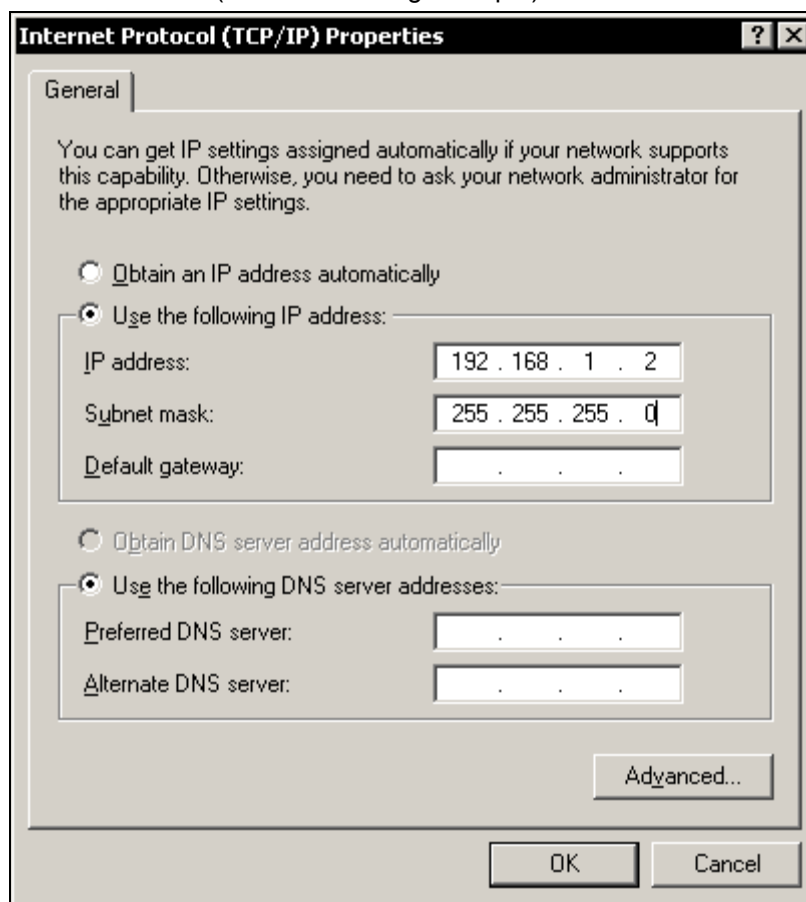 Internet Protocol (TCP/IP) Properties
General
You can get IP settings assigned automatically if your network supports
this capability. Otherwise, you need to ask your network administrator for
the appropriate IP settings.
Obtain an IP address automatically
Use the following IP address:
IP address: 192 . 168 . 1 . 2
Subnet mask: 255 . 255 . 255 . 0
Default gateway: . . .
Obtain DNS server address automatically
Use the following DNS server addresses:
Preferred DNS server: . . .
Alternate DNS server: . . .
Advanced...
OK Cancel